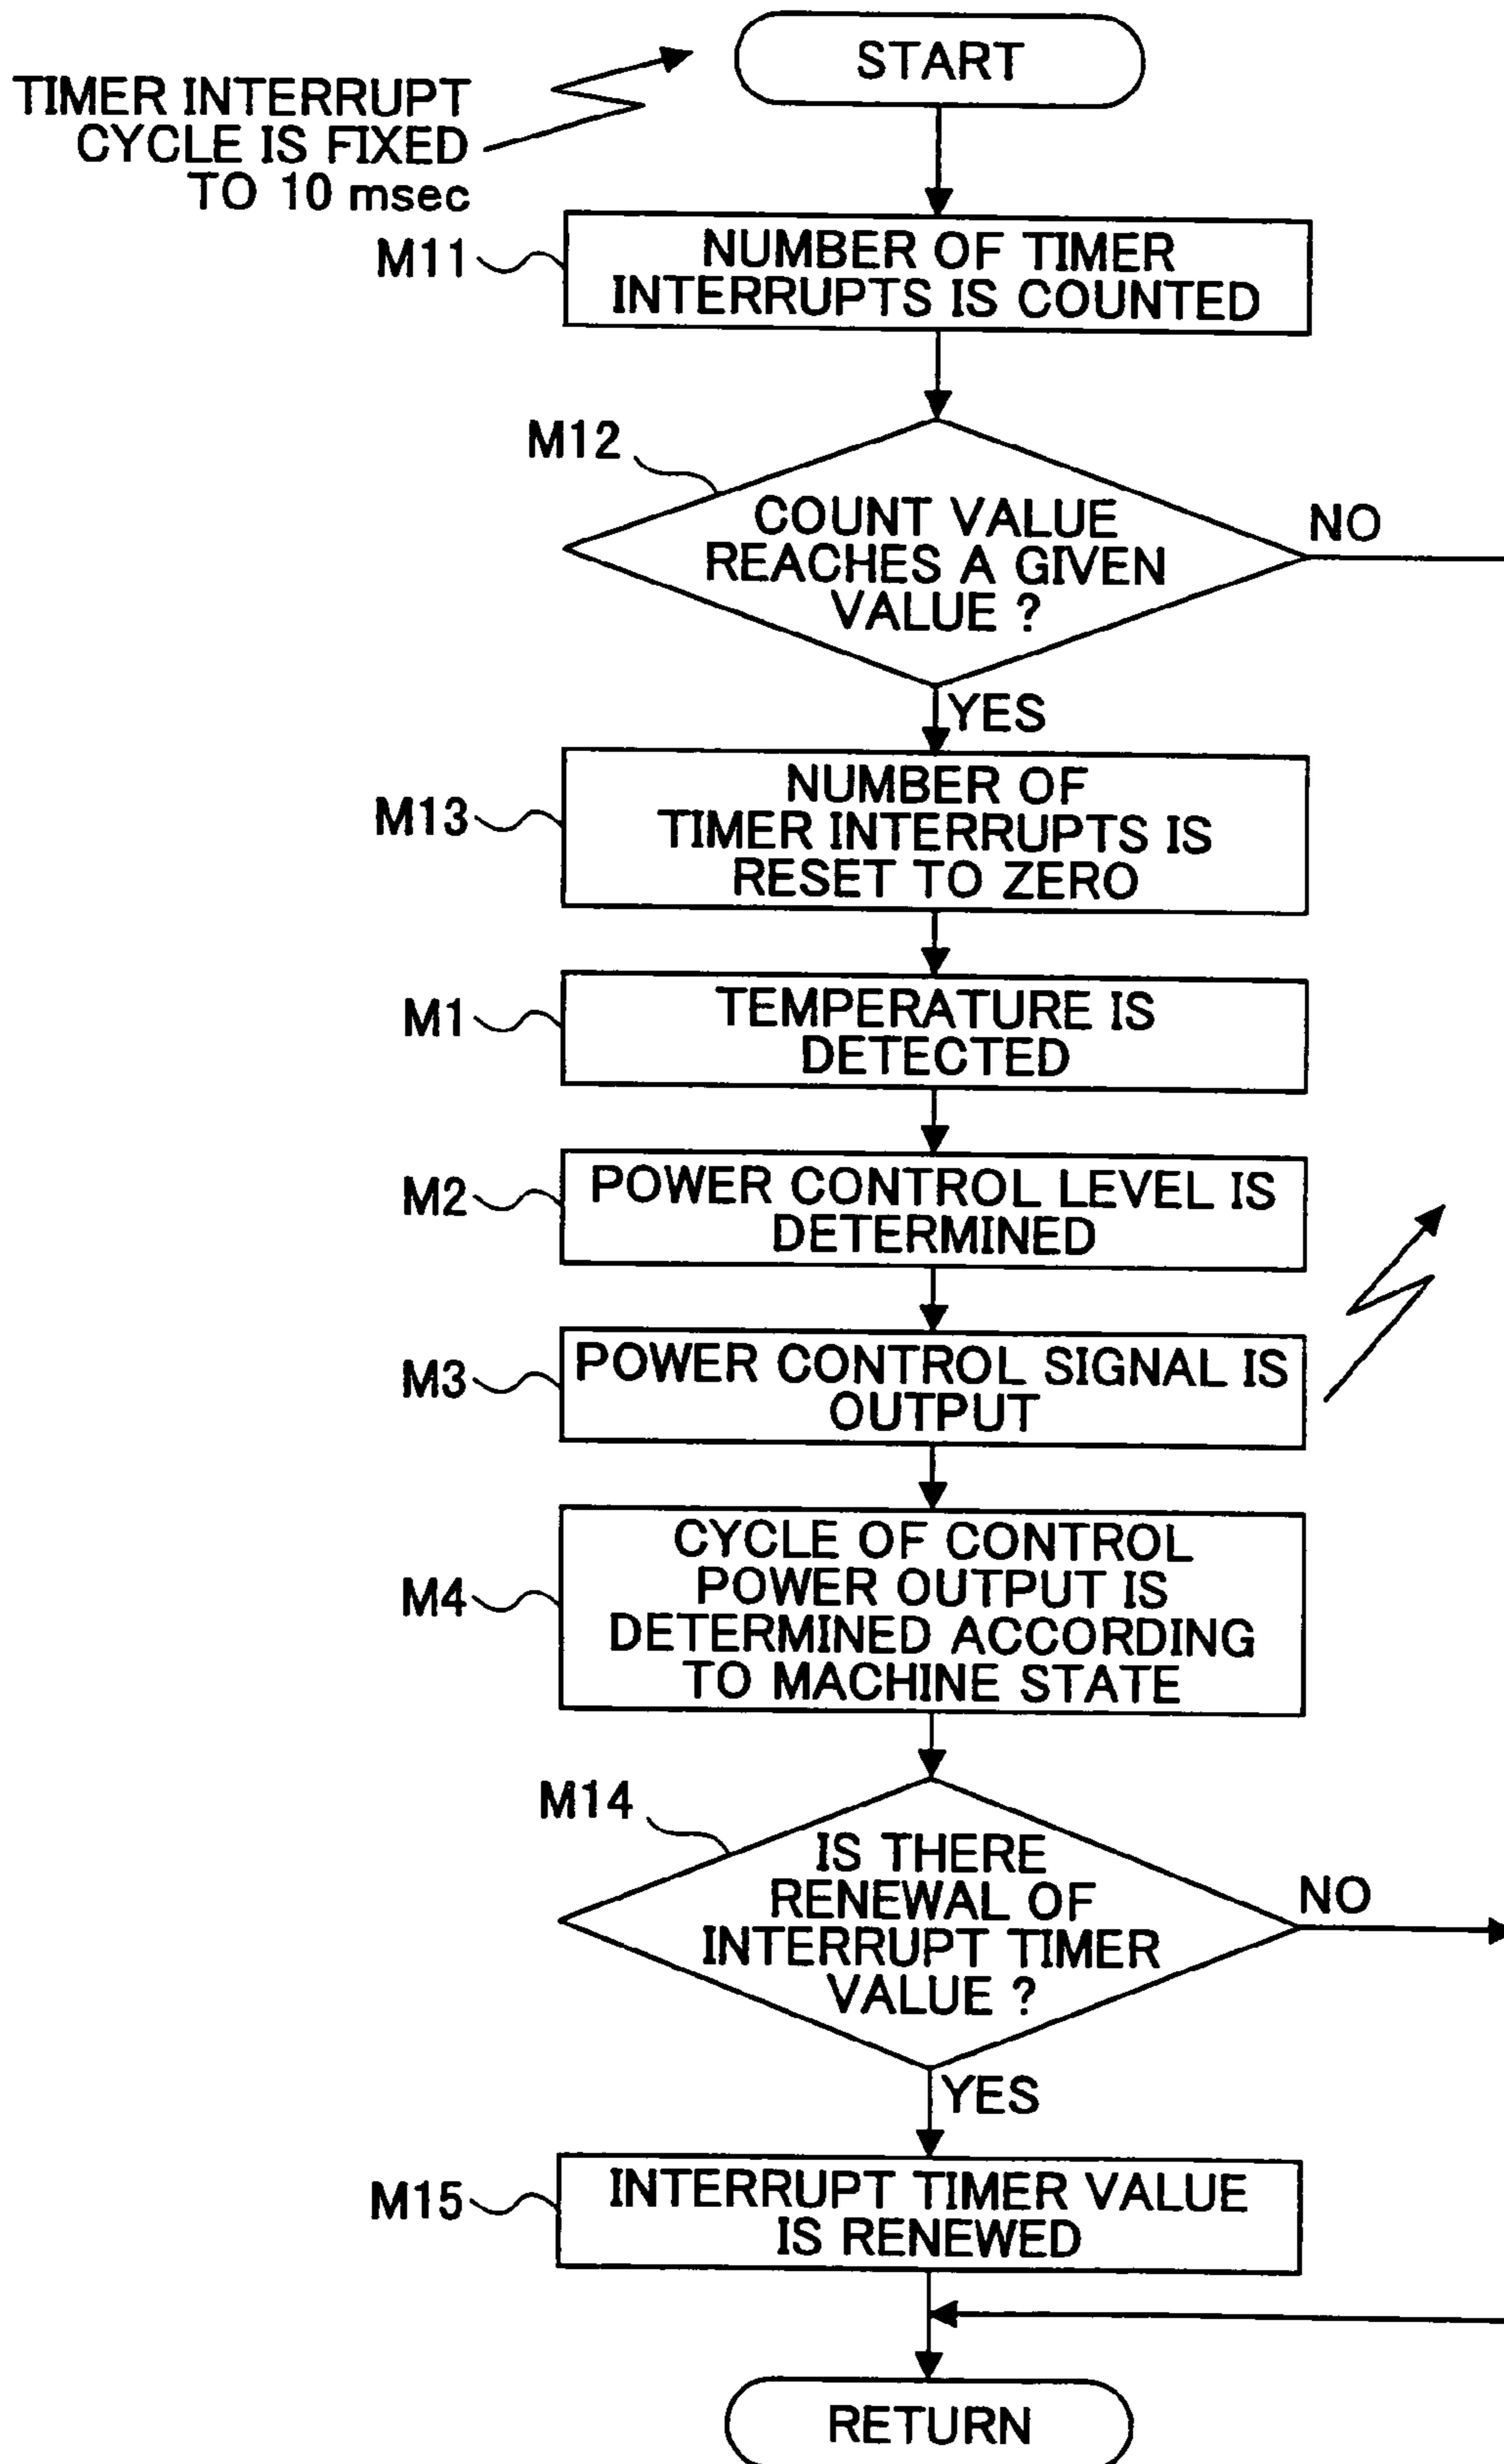 START
TIMER INTERRUPT
CYCLE IS FIXED
TO 10 msec
M11
NUMBER OF TIMER
INTERRUPTS IS COUNTED
M12
COUNT VALUE
REACHES A GIVEN
VALUE ?
NO
YES
M13
NUMBER OF
TIMER INTERRUPTS IS
RESET TO ZERO
M1
TEMPERATURE IS
DETECTED
M2
POWER CONTROL LEVEL IS
DETERMINED
M3
POWER CONTROL SIGNAL IS
OUTPUT
M4
CYCLE OF CONTROL
POWER OUTPUT IS
DETERMINED ACCORDING
TO MACHINE STATE
M14
IS THERE
RENEWAL OF
INTERRUPT TIMER
VALUE ?
NO
YES
M15
INTERRUPT TIMER VALUE
IS RENEWED
RETURN